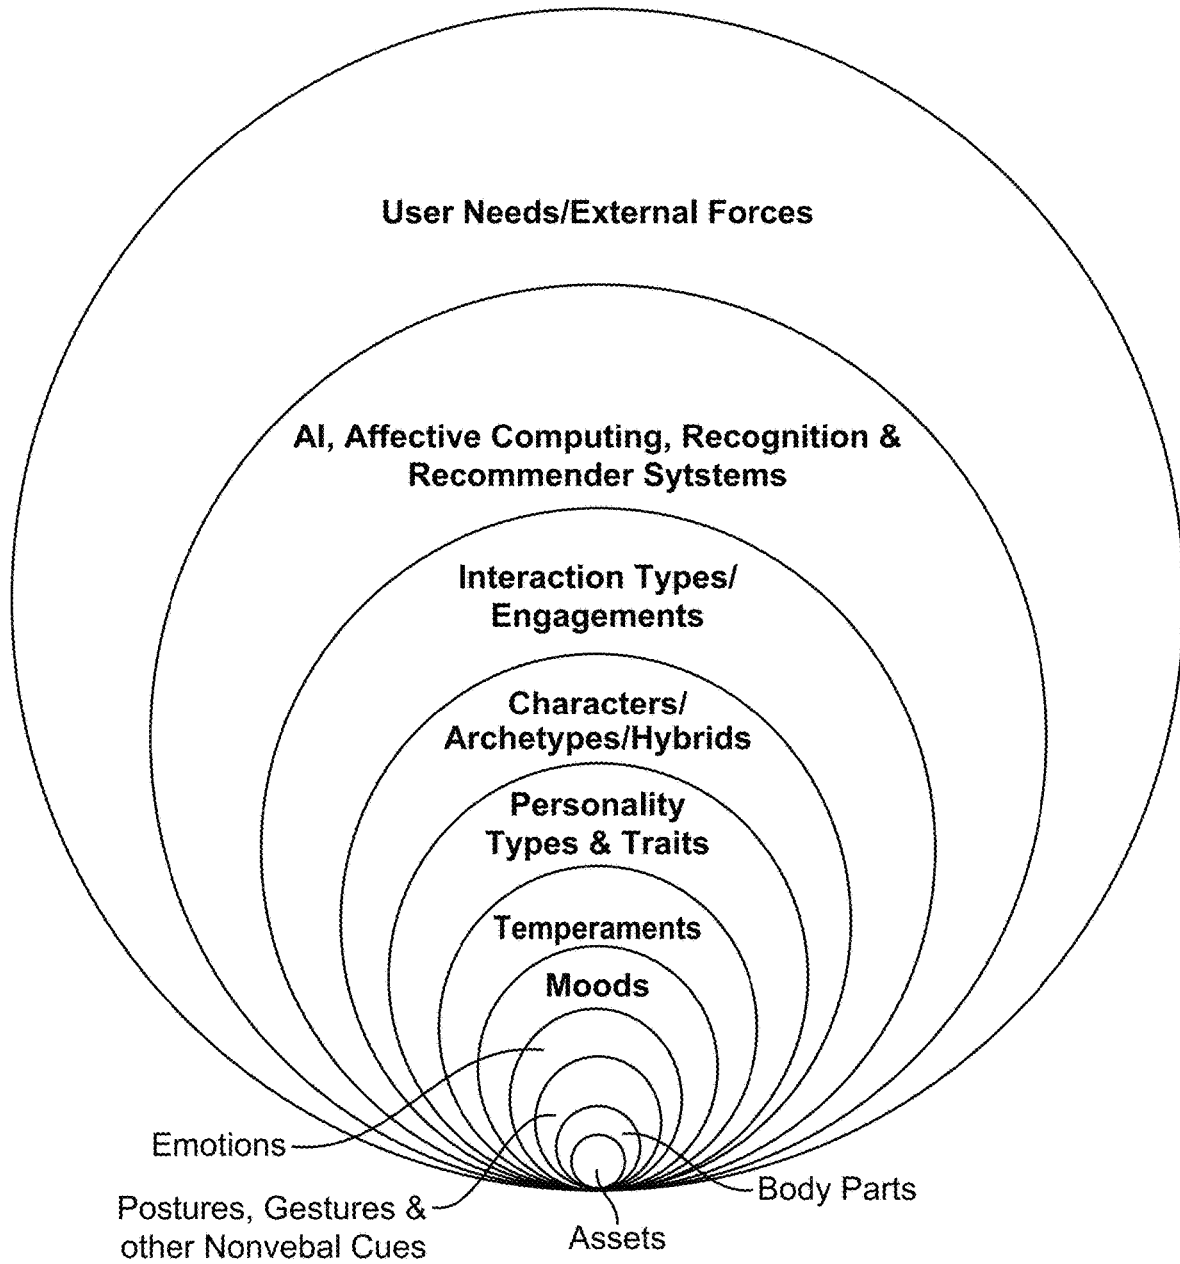 User Needs/External Forces
AI, Affective Computing, Recognition &
Recommender Sytstems
Interaction Types/
Engagements
Characters/
Archetypes/Hybrids
Personality
Types & Traits
Temperaments
Moods
Emotions
Postures, Gestures &
other Nonvebal Cues
Body Parts
Assets